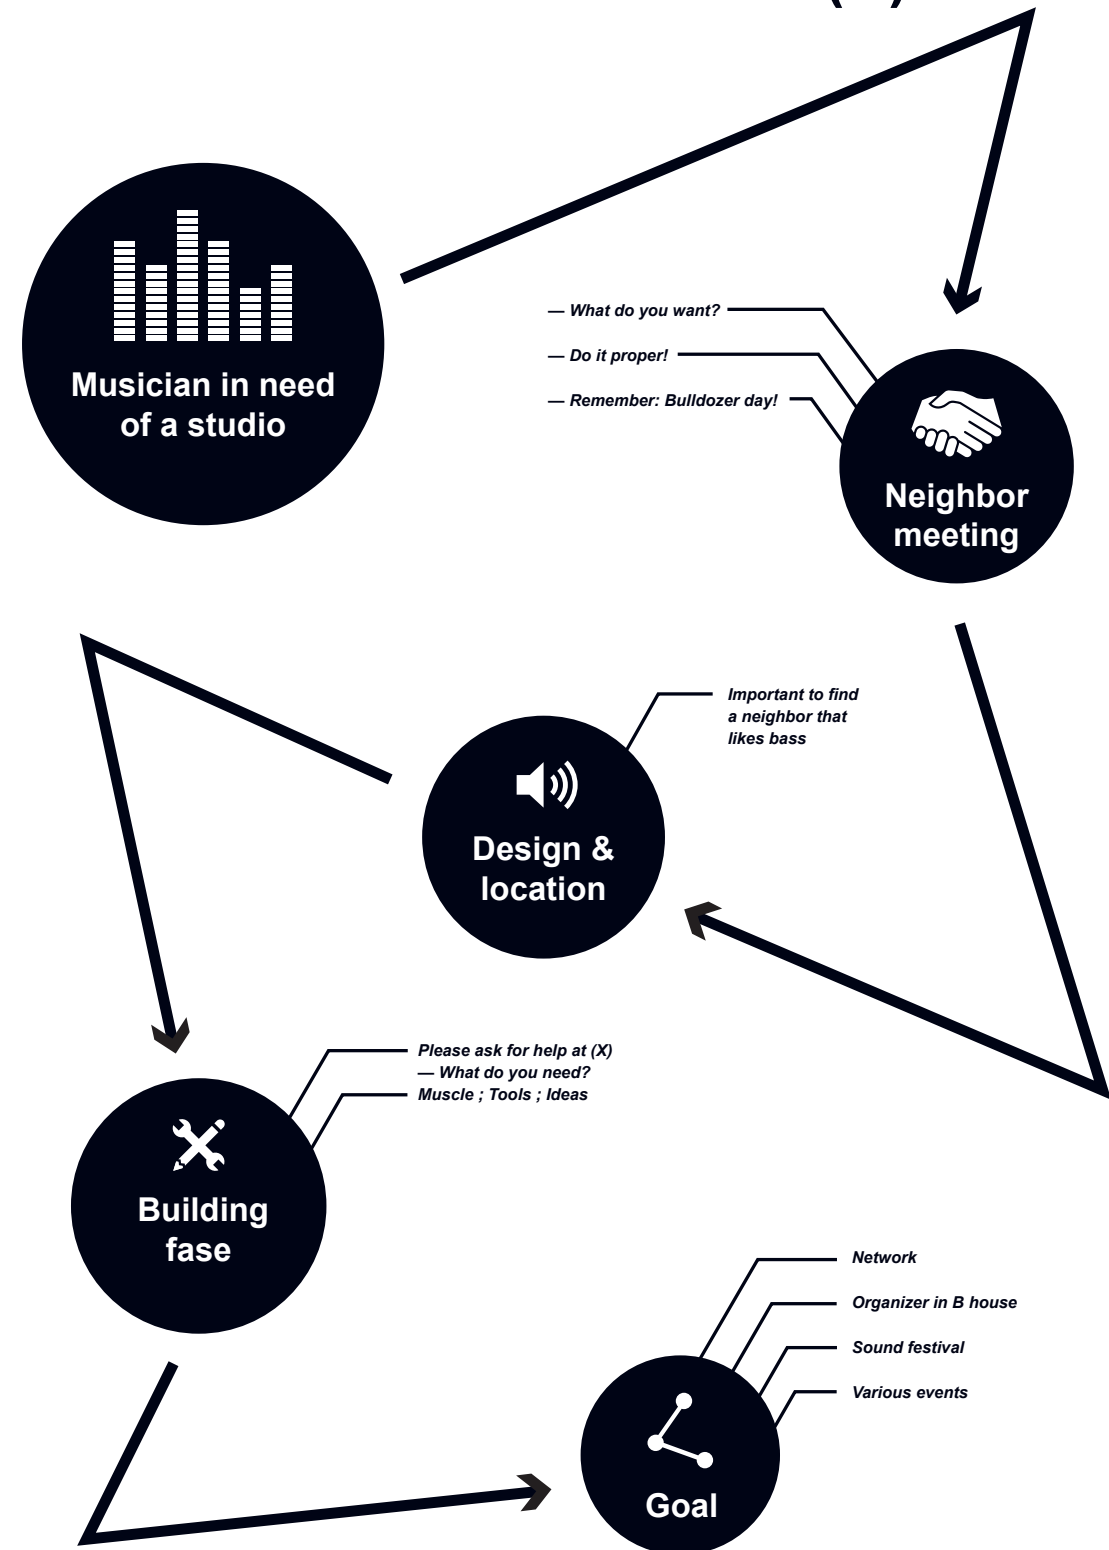 Musician in need
of a studio
— What do you want?
— Do it proper!
— Remember: Bulldozer day!
Neighbor
meeting
Important to find
a neighbor that
likes bass
Design &
location
Please ask for help at (X)
— What do you need?
Muscle ; Tools ; Ideas
Building
fase
Network
Organizer in B house
Sound festival
Various events
Goal